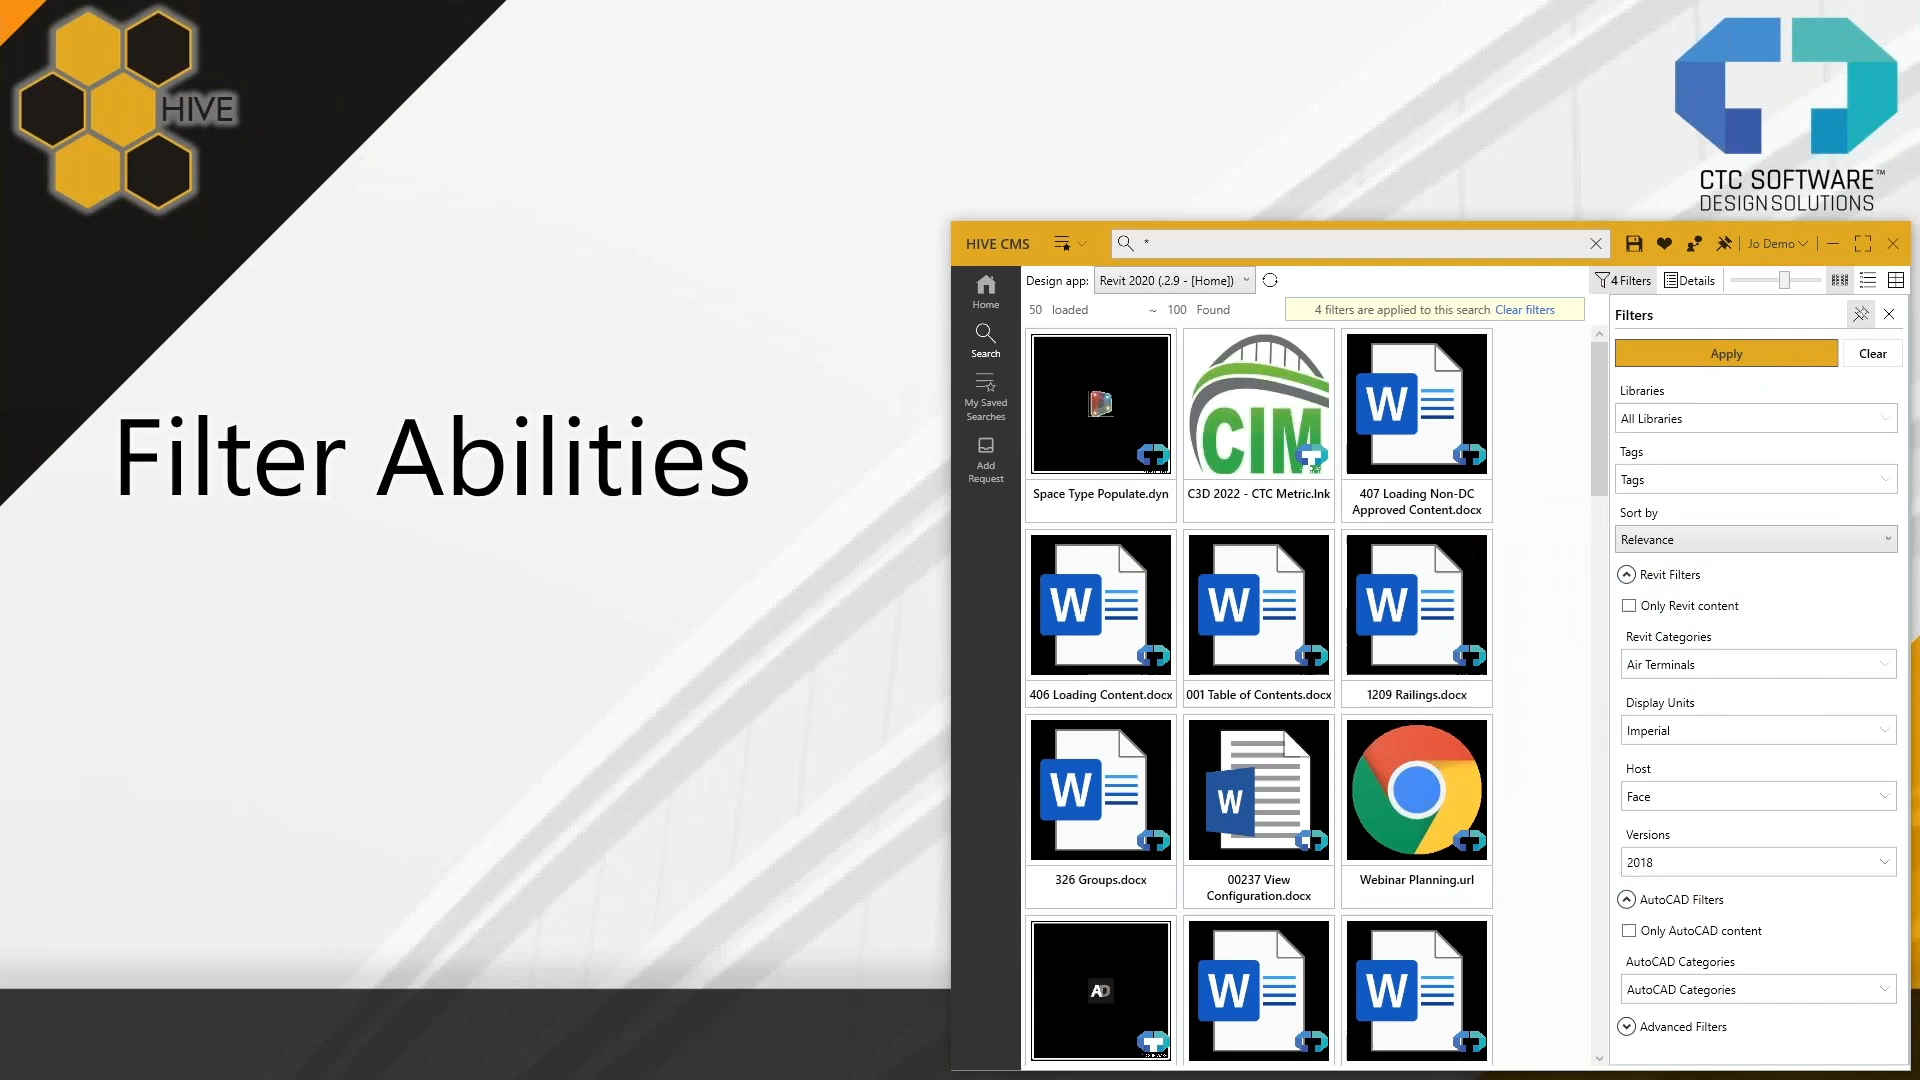 HIVE
CTC SOFTWARE™
DESIGN SOLUTIONS
Filter Abilities
HIVE CMS
*
Jo Demo
Home
Search
My Saved
Searches
Add
Request
Design app:
Revit 2020 (.2.9 - [Home])
4 Filters
Details
50 loaded ~ 100 Found
4 filters are applied to this search Clear filters
Space Type Populate.dyn
CIM
C3D 2022 - CTC Metric.lnk
W
407 Loading Non-DC
Approved Content.docx
W
406 Loading Content.docx
W
001 Table of Contents.docx
W
1209 Railings.docx
W
326 Groups.docx
W
00237 View
Configuration.docx
Webinar Planning.url
AD
W
W
Filters
Apply
Clear
Libraries
All Libraries
Tags
Tags
Sort by
Relevance
Revit Filters
Only Revit content
Revit Categories
Air Terminals
Display Units
Imperial
Host
Face
Versions
2018
AutoCAD Filters
Only AutoCAD content
AutoCAD Categories
AutoCAD Categories
Advanced Filters